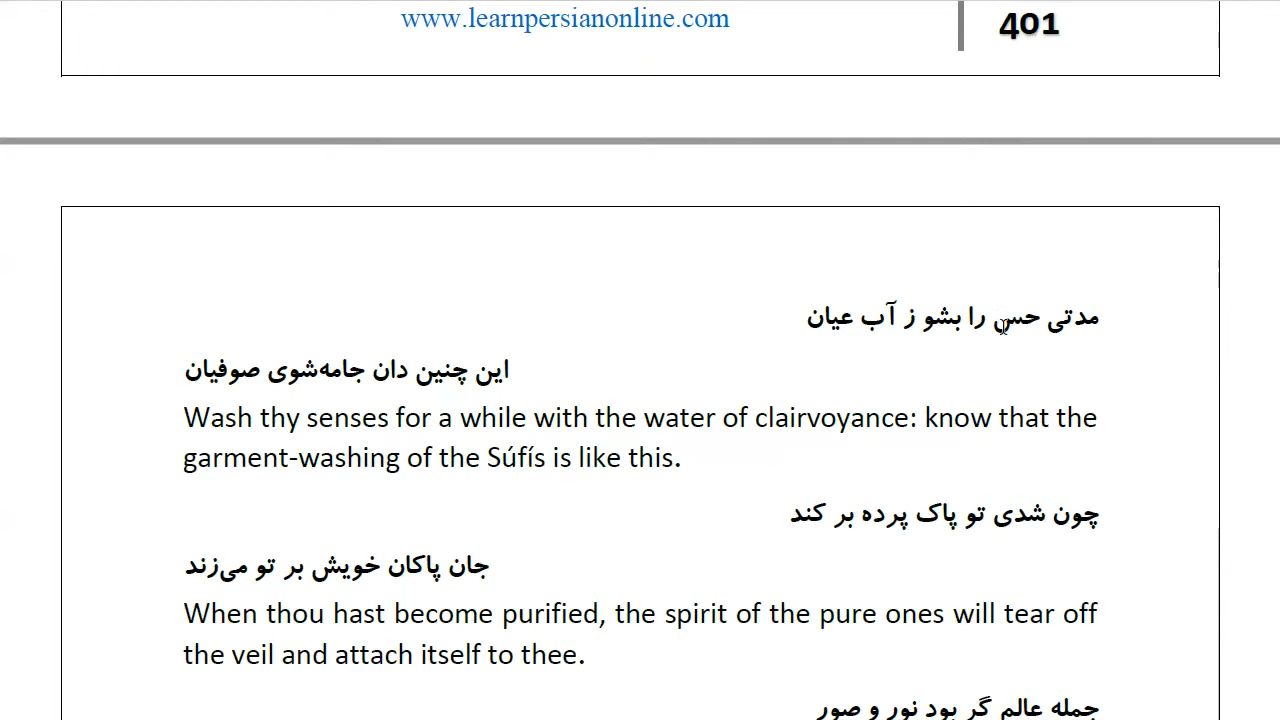 www.learnpersianonline.com
401
مدتی حس را بشو ز آب عیان
این چنین دان جامه‌شوی صوفیان
Wash thy senses for a while with the water of clairvoyance: know that the
garment-washing of the Súfís is like this.
چون شدی تو پاک پرده بر کند
جان پاکان خویش بر تو می‌زند
When thou hast become purified, the spirit of the pure ones will tear off
the veil and attach itself to thee.
جمله عالم گر بود نور و صور